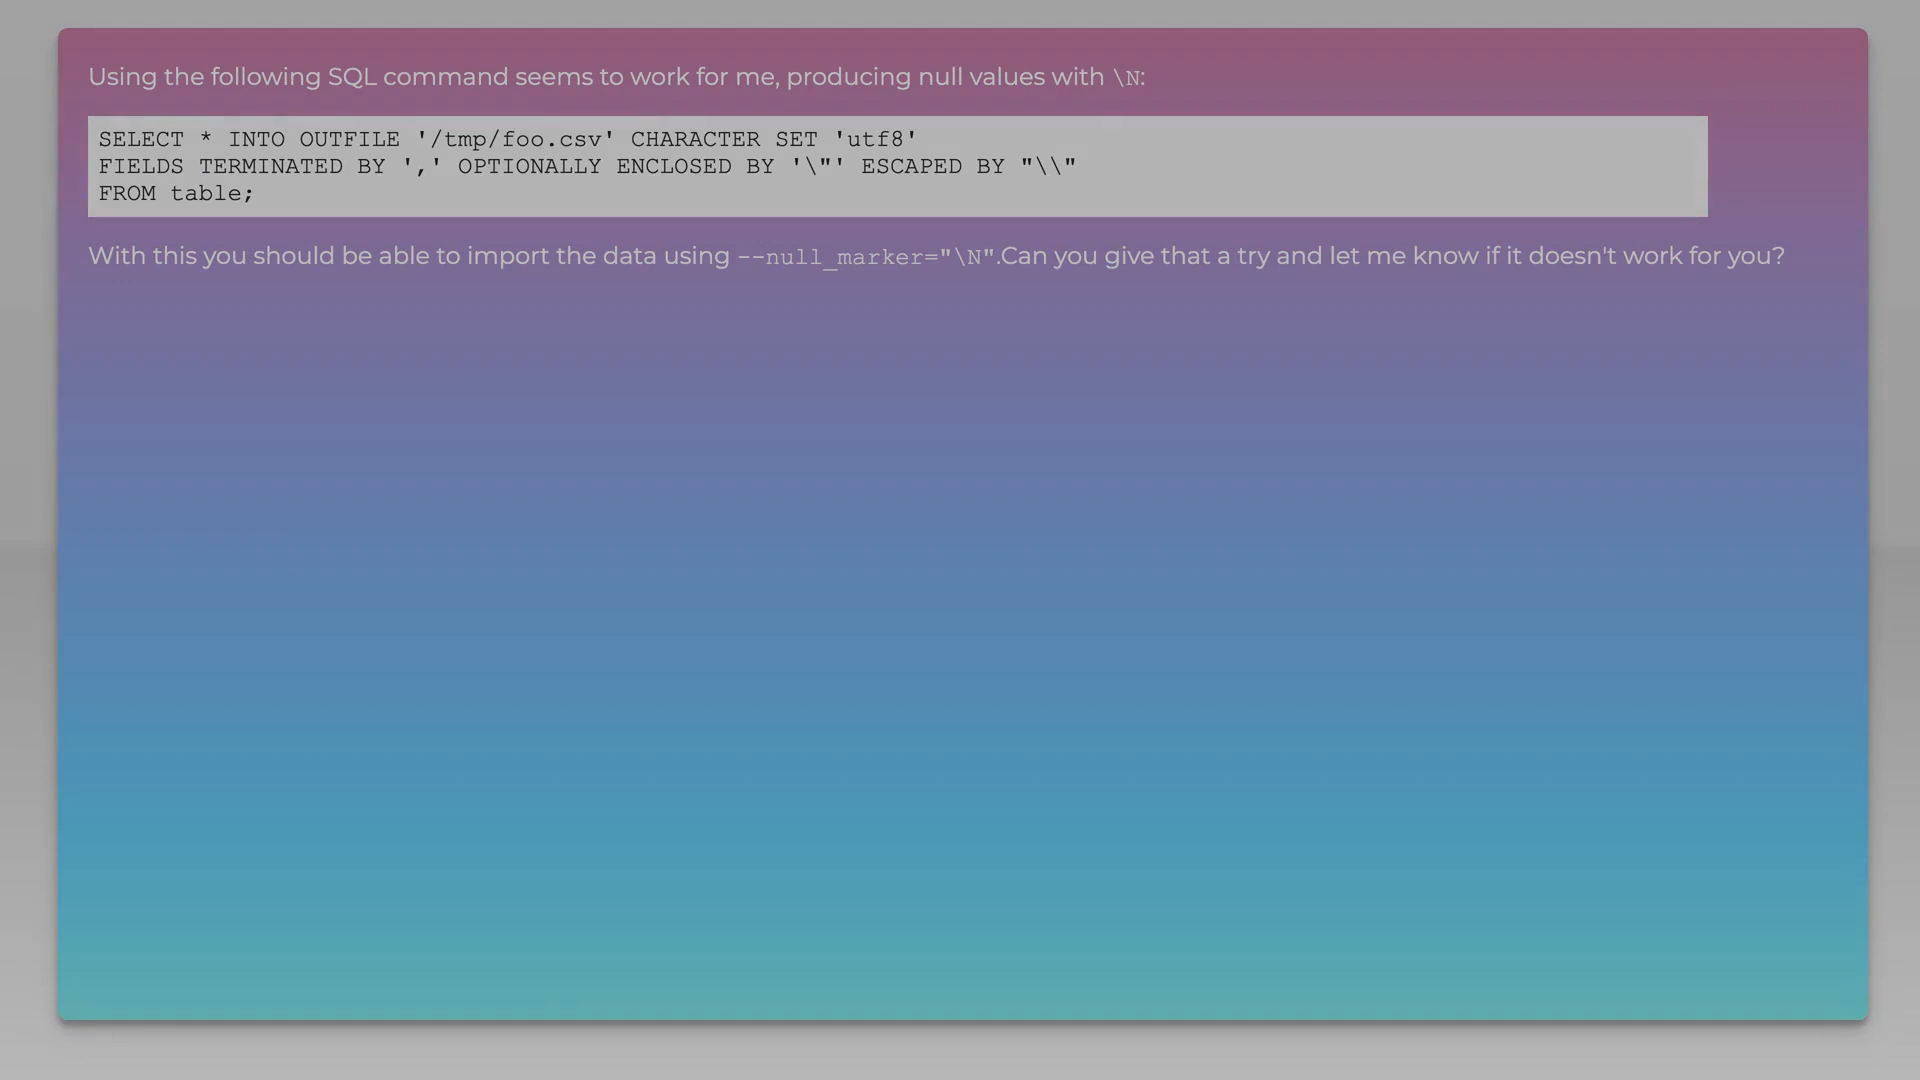 Using the following SQL command seems to work for me, producing null values with \N:
SELECT * INTO OUTFILE '/tmp/foo.csv' CHARACTER SET 'utf8'
FIELDS TERMINATED BY ',' OPTIONALLY ENCLOSED BY '\"' ESCAPED BY "\\"
FROM table;
With this you should be able to import the data using --null_marker="\N".Can you give that a try and let me know if it doesn't work for you?